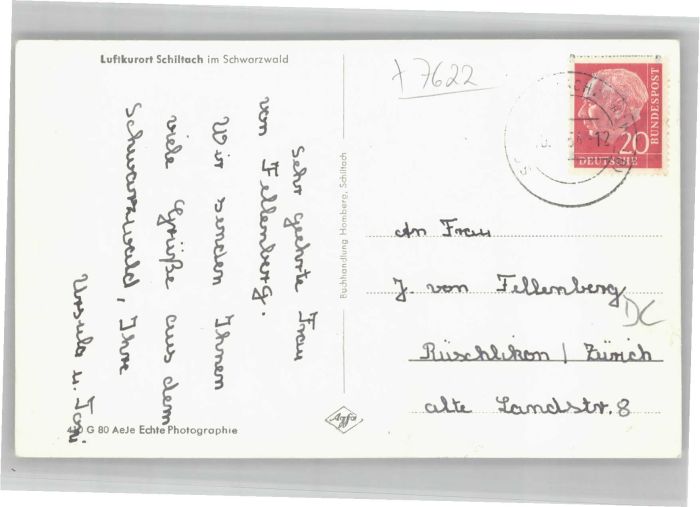 Luftkurort Schiltach im Schwarzwald
Sehr geehrte Frau
von Fellenberg.
Wir senden Ihnen
viele Grüße aus dem
Schwarzwald, Ihre
Ursula u. Toni
410 G 80 AeJe Echte Photographie
Buchhandlung Homberg, Schiltach
Agfa
+7622
20
DEUTSCHE
BUNDESPOST
An Frau
J. von Fellenberg
DC
Rüschlikon / Zürich
alte Landstr. 8